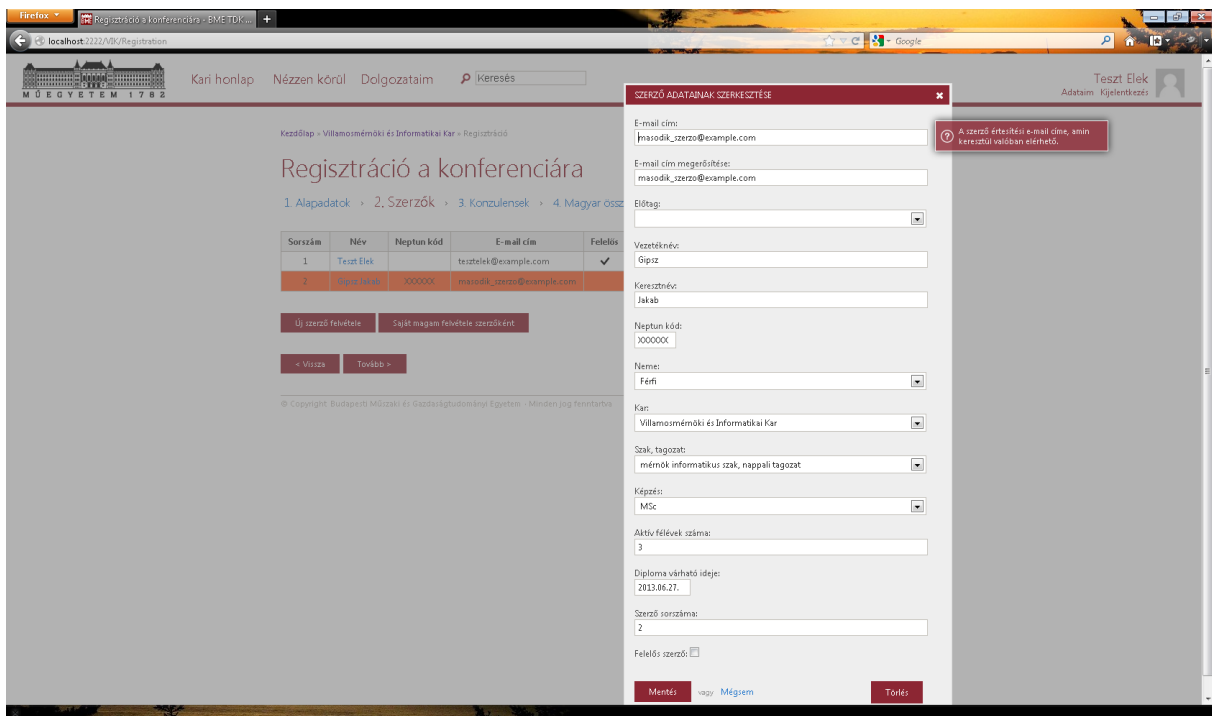 Firefox
Regisztráció a konferenciára - BME TDK ...
localhost:2222/VIK/Registration
Google
MŰEGYETEM 1782
Kari honlap Nézzen körül Dolgozataim Keresés
Teszt Elek
Adataim Kijelentkezés
Kezdőlap » Villamosmérnöki és Informatikai Kar » Regisztráció
Regisztráció a konferenciára
1. Alapadatok › 2. Szerzők › 3. Konzulensek › 4. Magyar össz
Sorszám Név Neptun kód E-mail cím Felelős
1 Teszt Elek tesztelek@example.com
2 Gipsz Jakab XXXXXX masodik_szerzo@example.com
Új szerző felvétele Saját magam felvétele szerzőként
< Vissza Tovább >
© Copyright Budapesti Műszaki és Gazdaságtudományi Egyetem - Minden jog fenntartva
SZERZŐ ADATAINAK SZERKESZTÉSE
E-mail cím:
masodik_szerzo@example.com
A szerző értesítési e-mail címe, amin
keresztül valóban elérhető.
E-mail cím megerősítése:
masodik_szerzo@example.com
Előtag:
Vezetéknév:
Gipsz
Keresztnév:
Jakab
Neptun kód:
XXXXXX
Neme:
Férfi
Kar:
Villamosmérnöki és Informatikai Kar
Szak, tagozat:
mérnök informatikus szak, nappali tagozat
Képzés:
MSc
Aktív félévek száma:
3
Diploma várható ideje:
2013.06.27.
Szerző sorszáma:
2
Felelős szerző:
Mentés vagy Mégsem Törlés